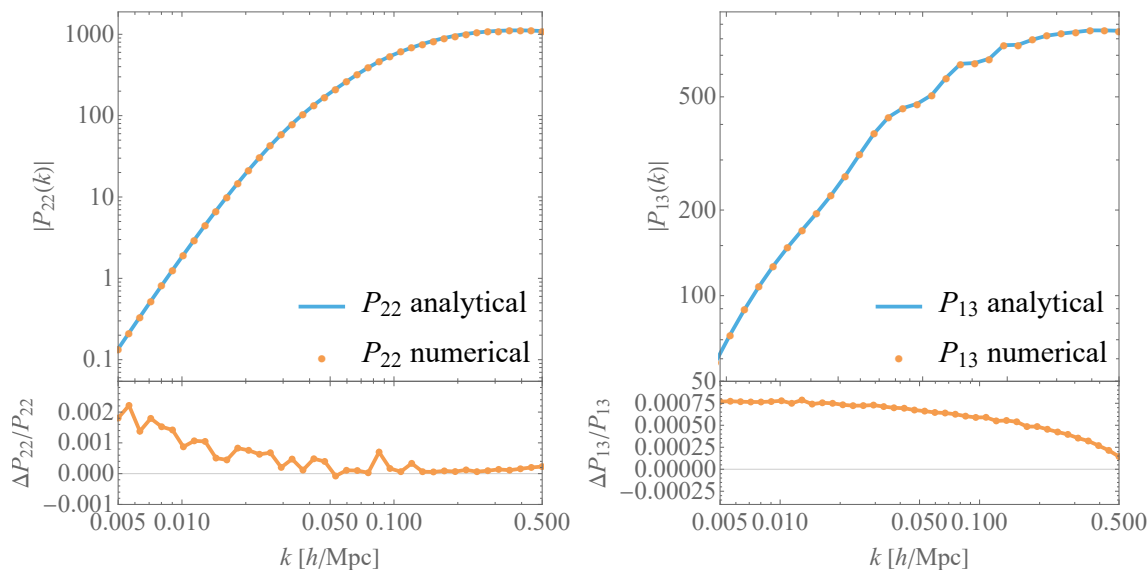 |P22(k)|
1000
100
10
1
0.1
P22 analytical
P22 numerical
ΔP22/P22
0.002
0.001
0.000
−0.001
0.005 0.010 0.050 0.100 0.500
k [h/Mpc]
|P13(k)|
500
200
100
50
P13 analytical
P13 numerical
ΔP13/P13
0.00075
0.00050
0.00025
0.00000
−0.00025
0.005 0.010 0.050 0.100 0.500
k [h/Mpc]